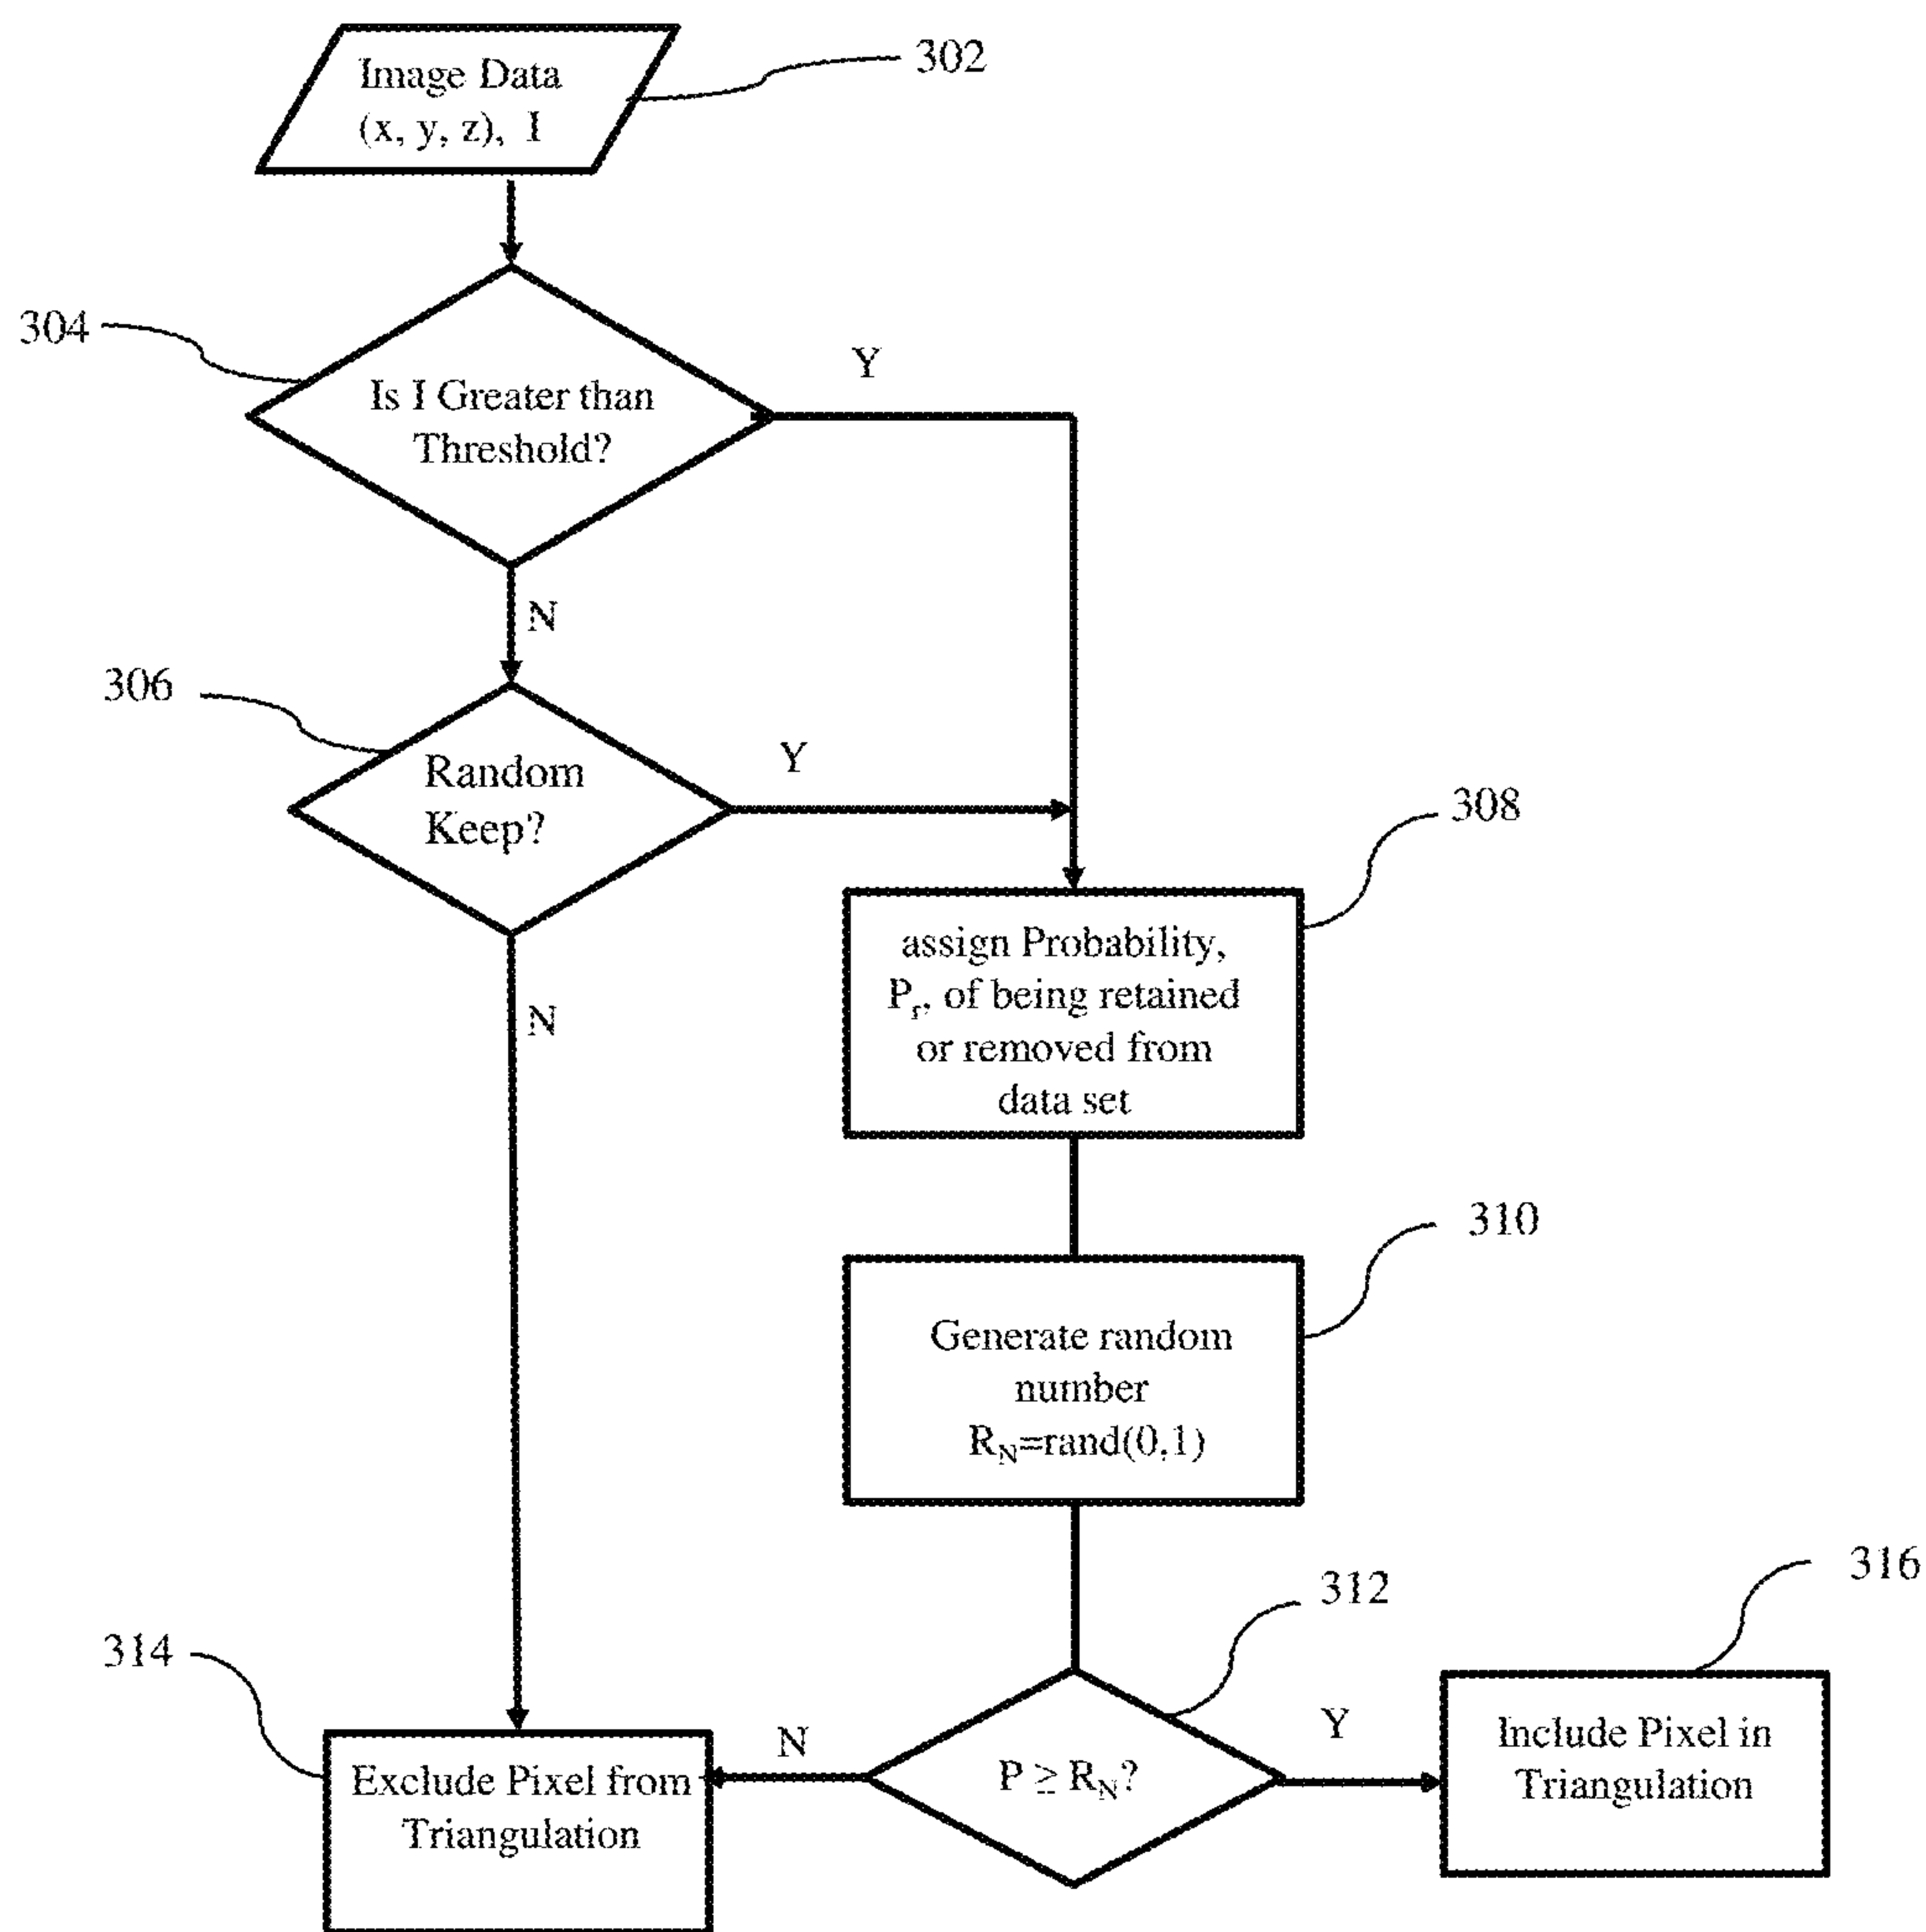 Image Data
(x, y, z), I
302
304
Is I Greater than
Threshold?
Y
N
306
Random
Keep?
Y
N
308
assign Probability,
Pr, of being retained
or removed from
data set
310
Generate random
number
RN=rand(0,1)
312
P ≥ RN?
N
Y
314
Exclude Pixel from
Triangulation
316
Include Pixel in
Triangulation